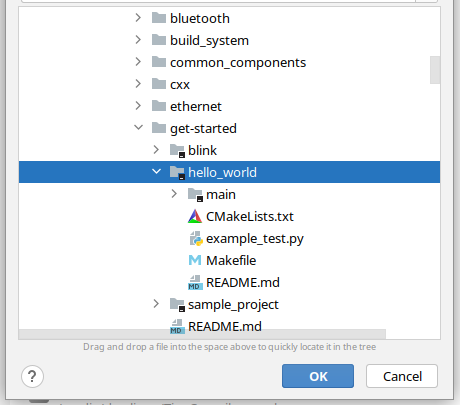 bluetooth
build_system
common_components
cxx
ethernet
get-started
blink
hello_world
main
CMakeLists.txt
example_test.py
Makefile
README.md
sample_project
README.md
Drag and drop a file into the space above to quickly locate it in the tree
? OK Cancel